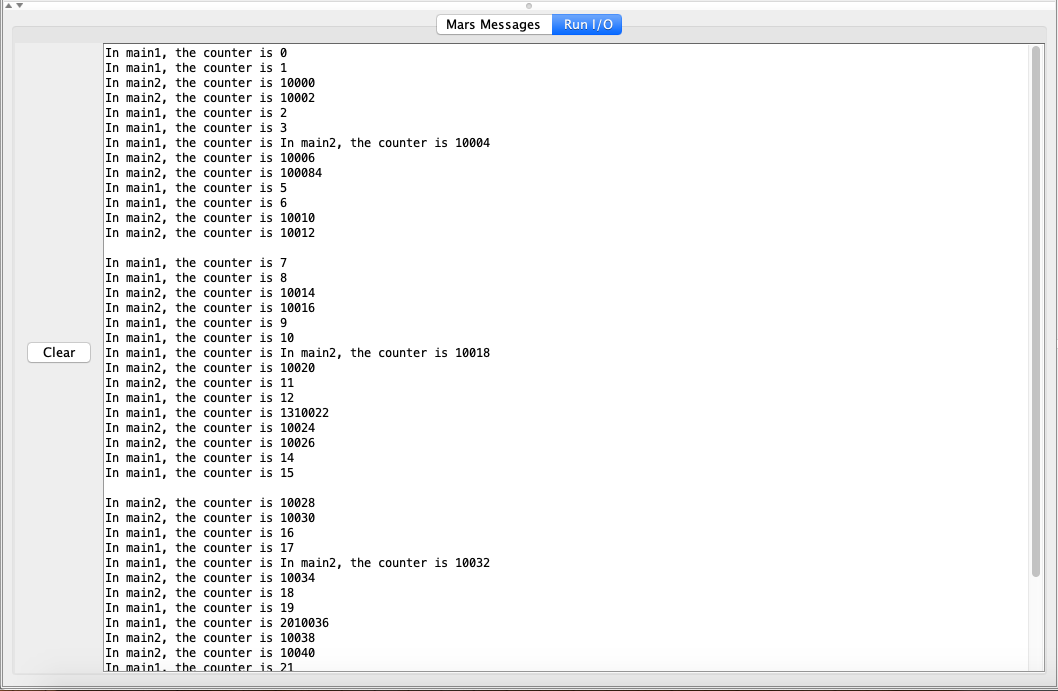 Mars Messages Run I/O
In main1, the counter is 0
In main1, the counter is 1
In main2, the counter is 10000
In main2, the counter is 10002
In main1, the counter is 2
In main1, the counter is 3
In main1, the counter is In main2, the counter is 10004
In main2, the counter is 10006
In main2, the counter is 100084
In main1, the counter is 5
In main1, the counter is 6
In main2, the counter is 10010
In main2, the counter is 10012
In main1, the counter is 7
In main1, the counter is 8
In main2, the counter is 10014
In main2, the counter is 10016
In main1, the counter is 9
In main1, the counter is 10
Clear
In main1, the counter is In main2, the counter is 10018
In main2, the counter is 10020
In main2, the counter is 11
In main1, the counter is 12
In main1, the counter is 1310022
In main2, the counter is 10024
In main2, the counter is 10026
In main1, the counter is 14
In main1, the counter is 15
In main2, the counter is 10028
In main2, the counter is 10030
In main1, the counter is 16
In main1, the counter is 17
In main1, the counter is In main2, the counter is 10032
In main2, the counter is 10034
In main2, the counter is 18
In main1, the counter is 19
In main1, the counter is 2010036
In main2, the counter is 10038
In main2, the counter is 10040
In main1, the counter is 21